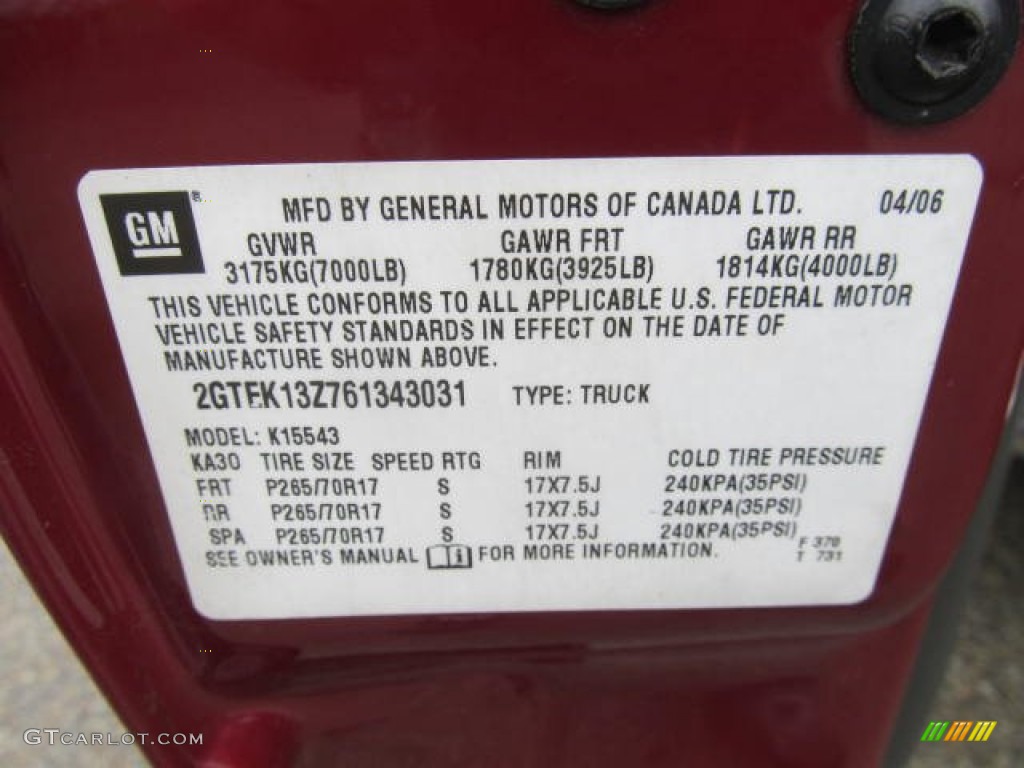 GM ® MFD BY GENERAL MOTORS OF CANADA LTD. 04/06
GVWR GAWR FRT GAWR RR
3175KG(7000LB) 1780KG(3925LB) 1814KG(4000LB)
THIS VEHICLE CONFORMS TO ALL APPLICABLE U.S. FEDERAL MOTOR
VEHICLE SAFETY STANDARDS IN EFFECT ON THE DATE OF
MANUFACTURE SHOWN ABOVE.
2GTEK13Z761343031 TYPE: TRUCK
MODEL: K15543
KA30 TIRE SIZE SPEED RTG RIM COLD TIRE PRESSURE
FRT P265/70R17 S 17X7.5J 240KPA(35PSI)
RR P265/70R17 S 17X7.5J 240KPA(35PSI)
SPA P265/70R17 S 17X7.5J 240KPA(35PSI)
SEE OWNER'S MANUAL FOR MORE INFORMATION.
F 370
T 731
GTCARLOT.COM